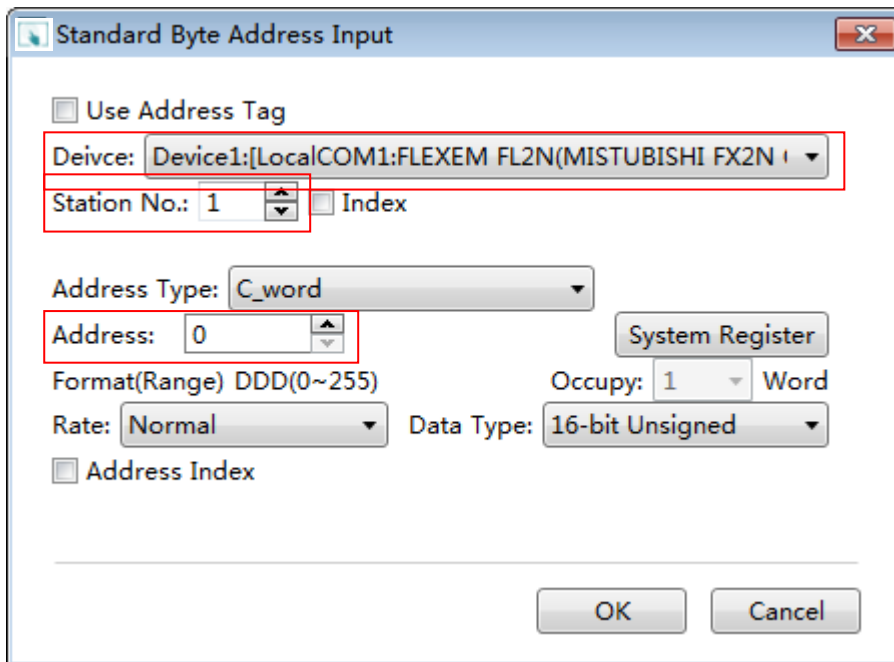 Standard Byte Address Input
Use Address Tag
Deivce: Device1:[LocalCOM1:FLEXEM FL2N(MISTUBISHI FX2N
Station No.: 1 Index
Address Type: C_word
Address: 0 System Register
Format(Range) DDD(0~255) Occupy: 1 Word
Rate: Normal Data Type: 16-bit Unsigned
Address Index
OK Cancel